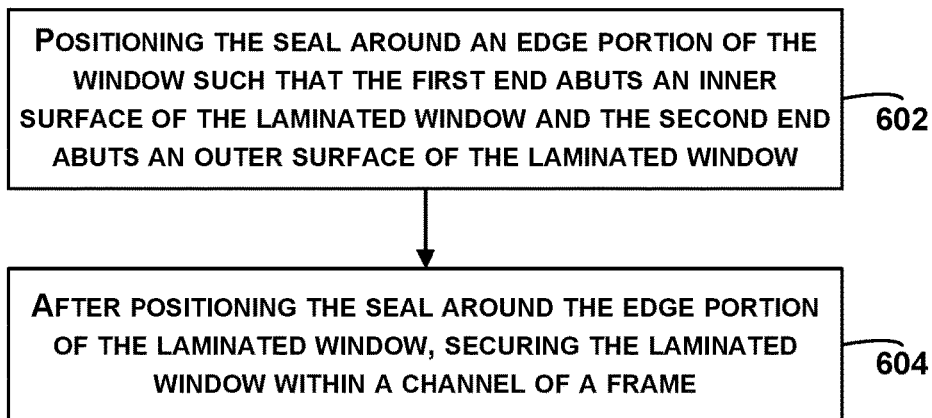 POSITIONING THE SEAL AROUND AN EDGE PORTION OF THE
WINDOW SUCH THAT THE FIRST END ABUTS AN INNER
SURFACE OF THE LAMINATED WINDOW AND THE SECOND END
ABUTS AN OUTER SURFACE OF THE LAMINATED WINDOW
602
AFTER POSITIONING THE SEAL AROUND THE EDGE PORTION
OF THE LAMINATED WINDOW, SECURING THE LAMINATED
WINDOW WITHIN A CHANNEL OF A FRAME
604